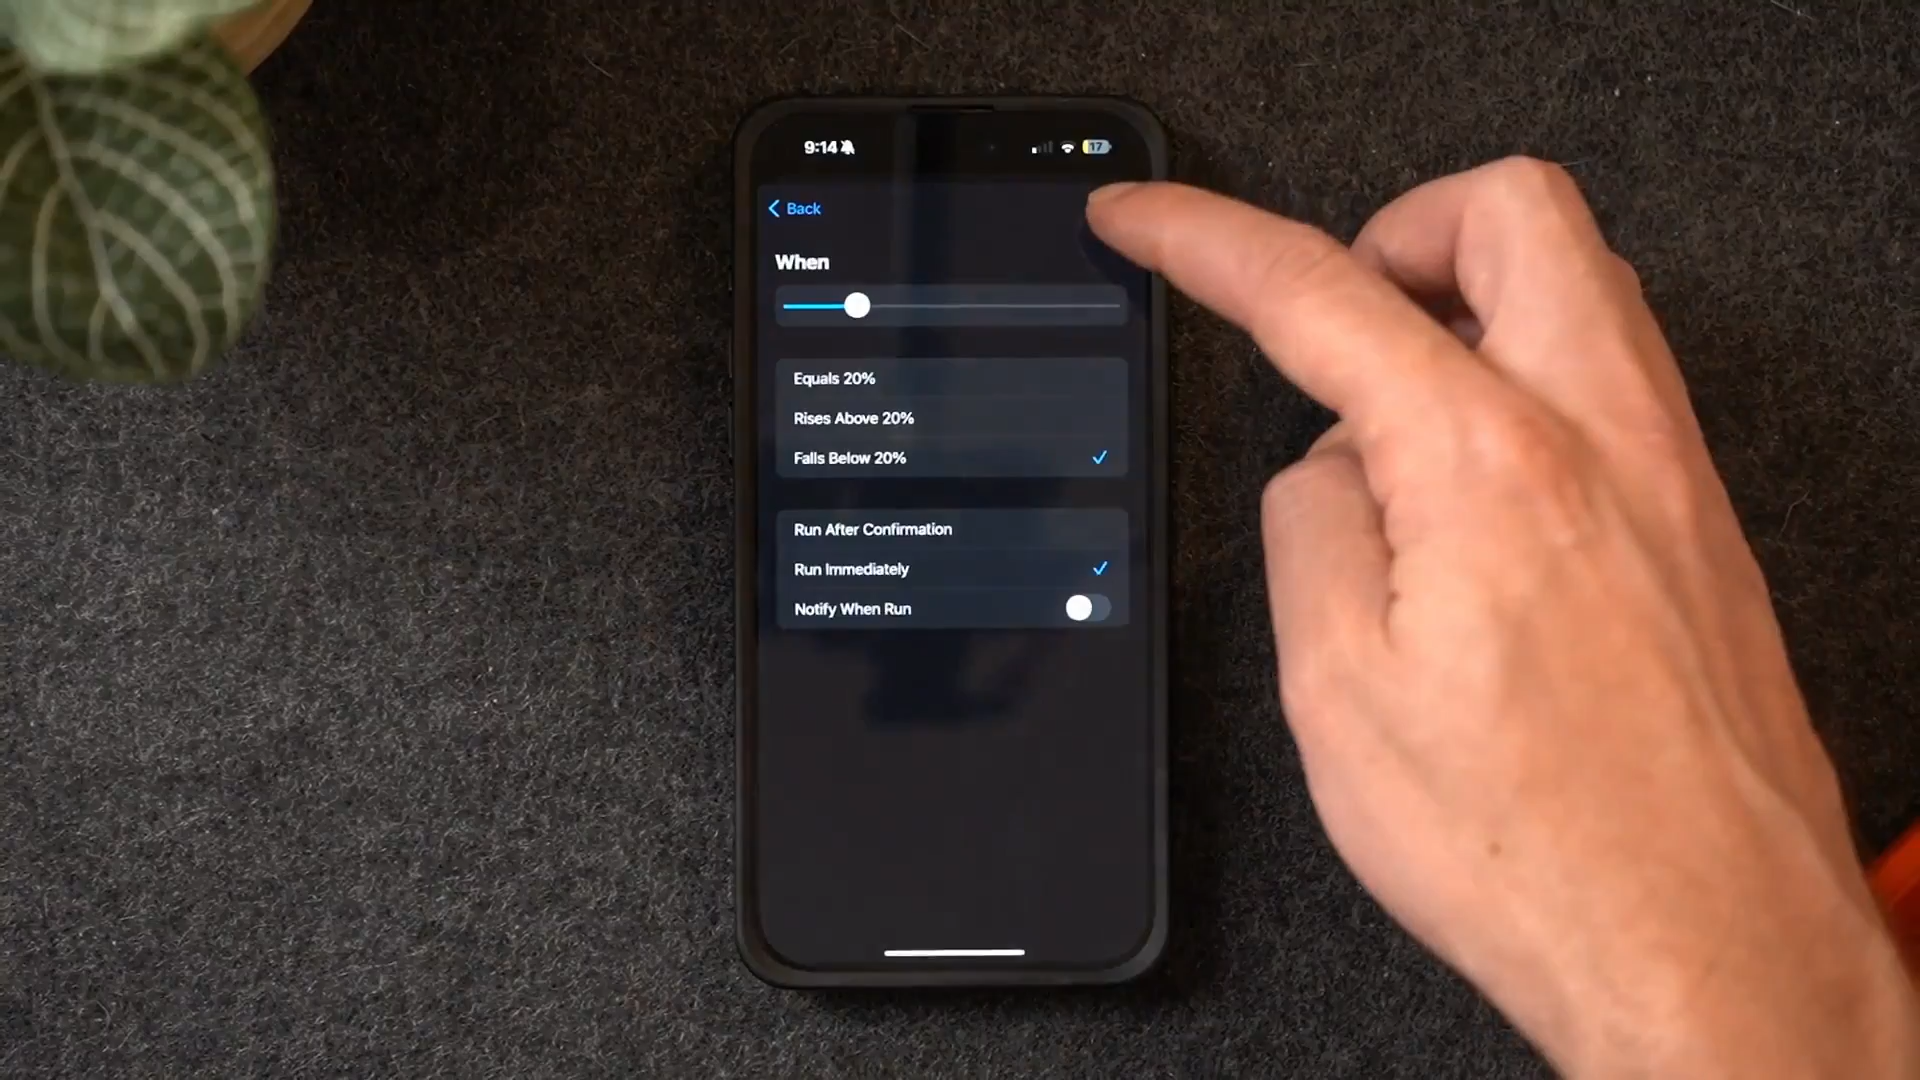 9:14
17
Back
When
Equals 20%
Rises Above 20%
Falls Below 20%
Run After Confirmation
Run Immediately
Notify When Run